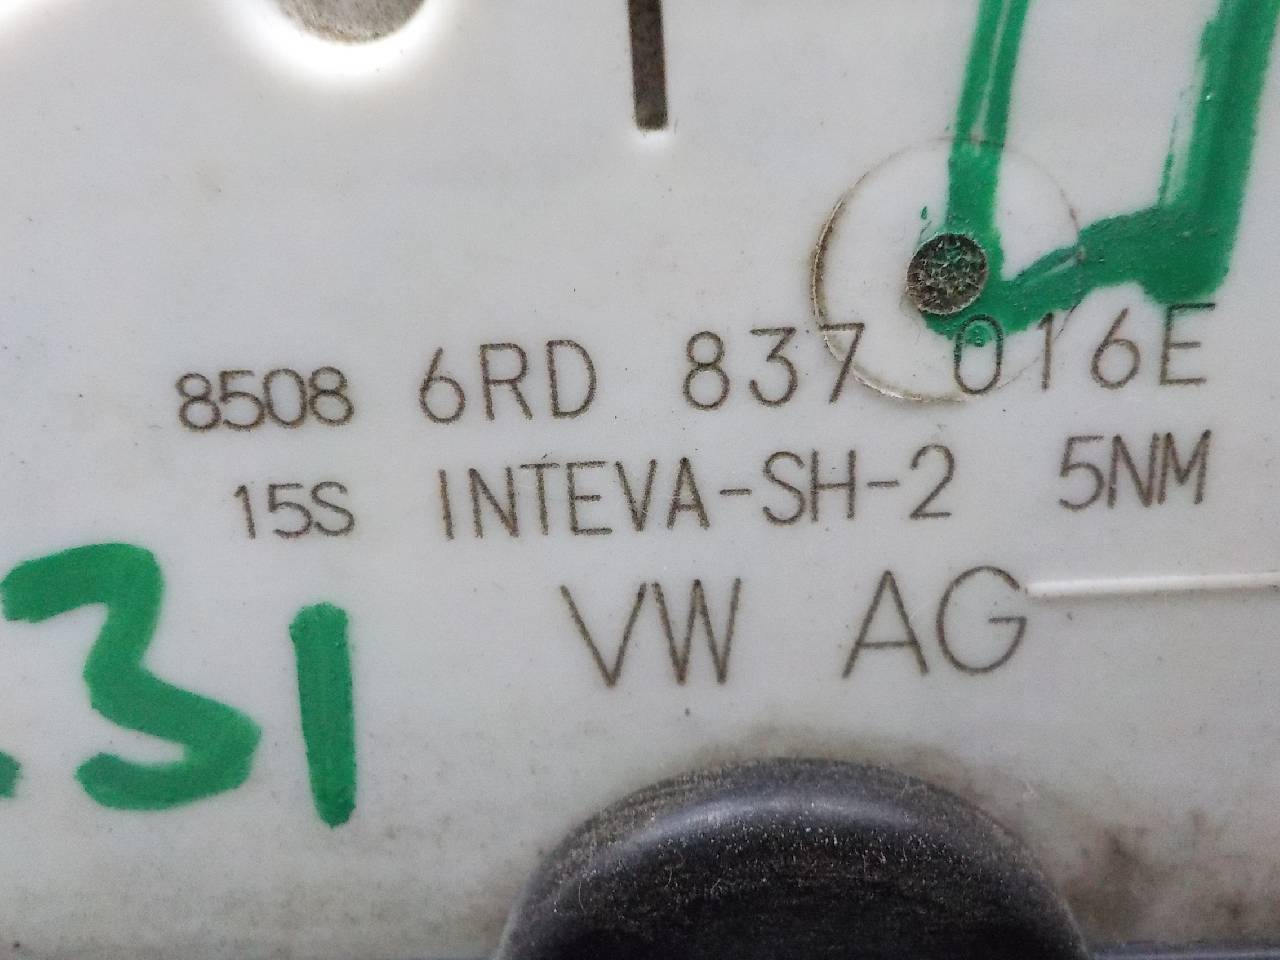 8508 6RD 837 016E
15S INTEVA-SH-2 5NM
VW AG
31